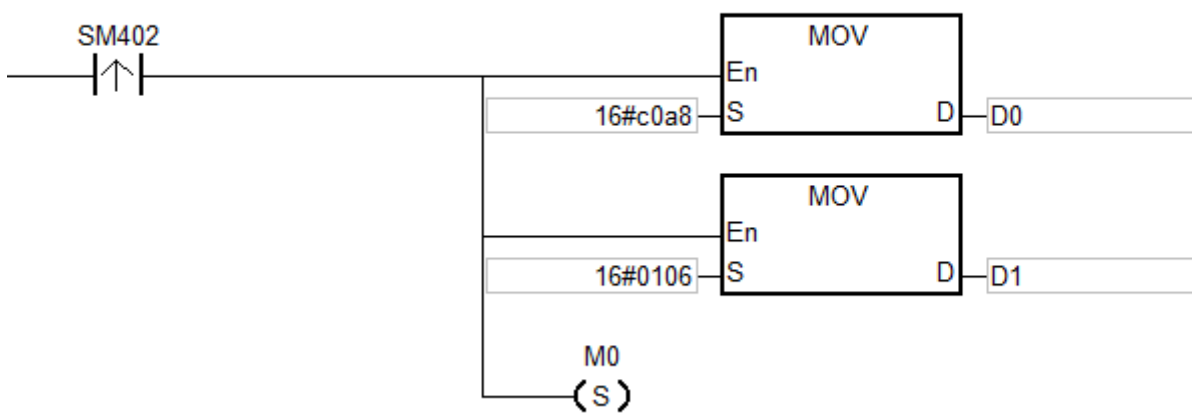 SM402
MOV
En
16#c0a8 S D D0
MOV
En
16#0106 S D D1
M0
S